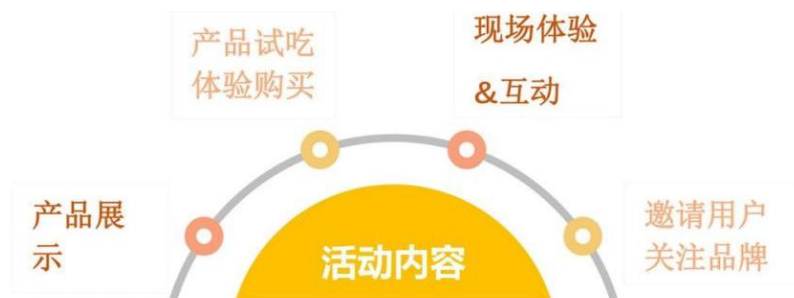 产品试吃
体验购买
现场体验
&互动
产品展
示
邀请用户
关注品牌
活动内容